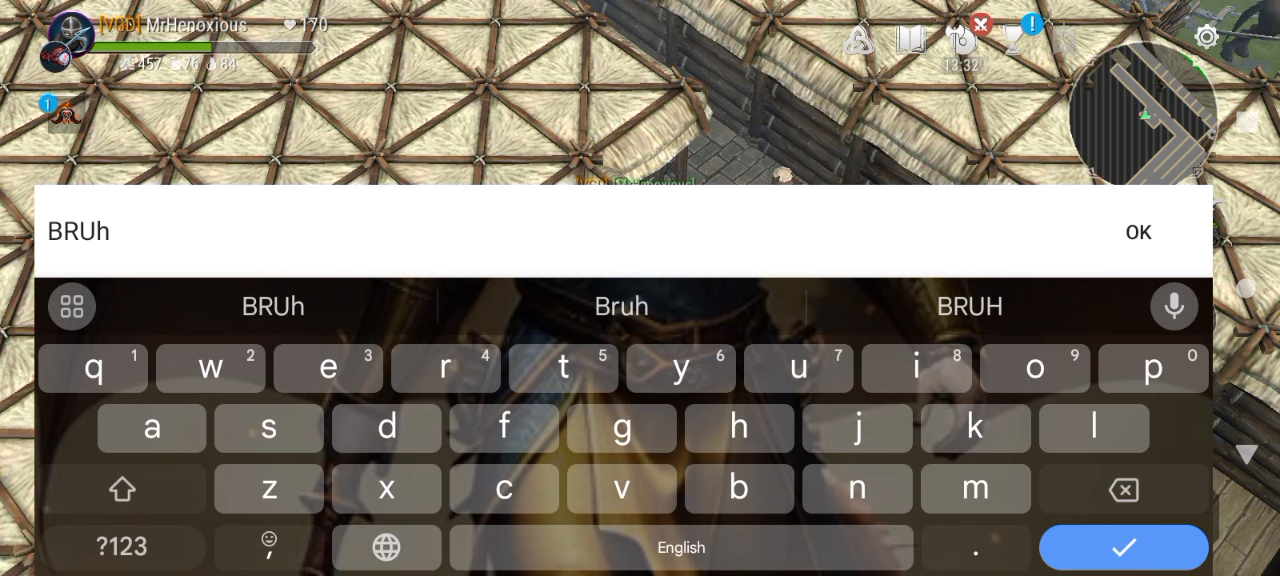 [VGD] MrHenoxious 170
457 76 84
13:32
!
1
BRUh OK
BRUh Bruh BRUH
q 1 w 2 e 3 r 4 t 5 y 6 u 7 i 8 o 9 p 0
a s d f g h j k l
z x c v b n m
?123 , English .